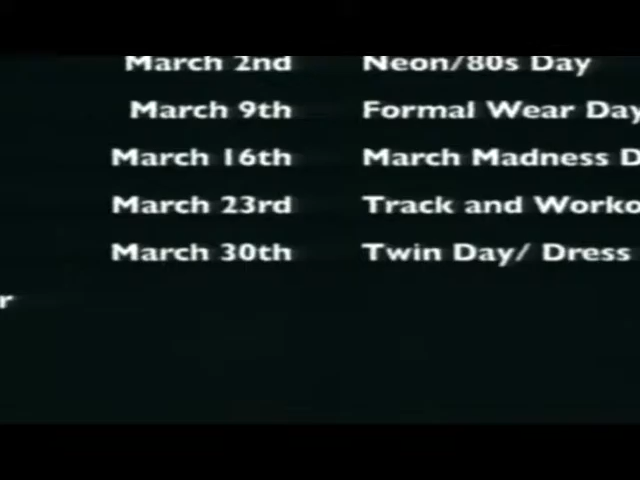 March 2nd Neon/80s Day
March 9th Formal Wear Day
March 16th March Madness D
March 23rd Track and Worko
March 30th Twin Day/ Dress
r